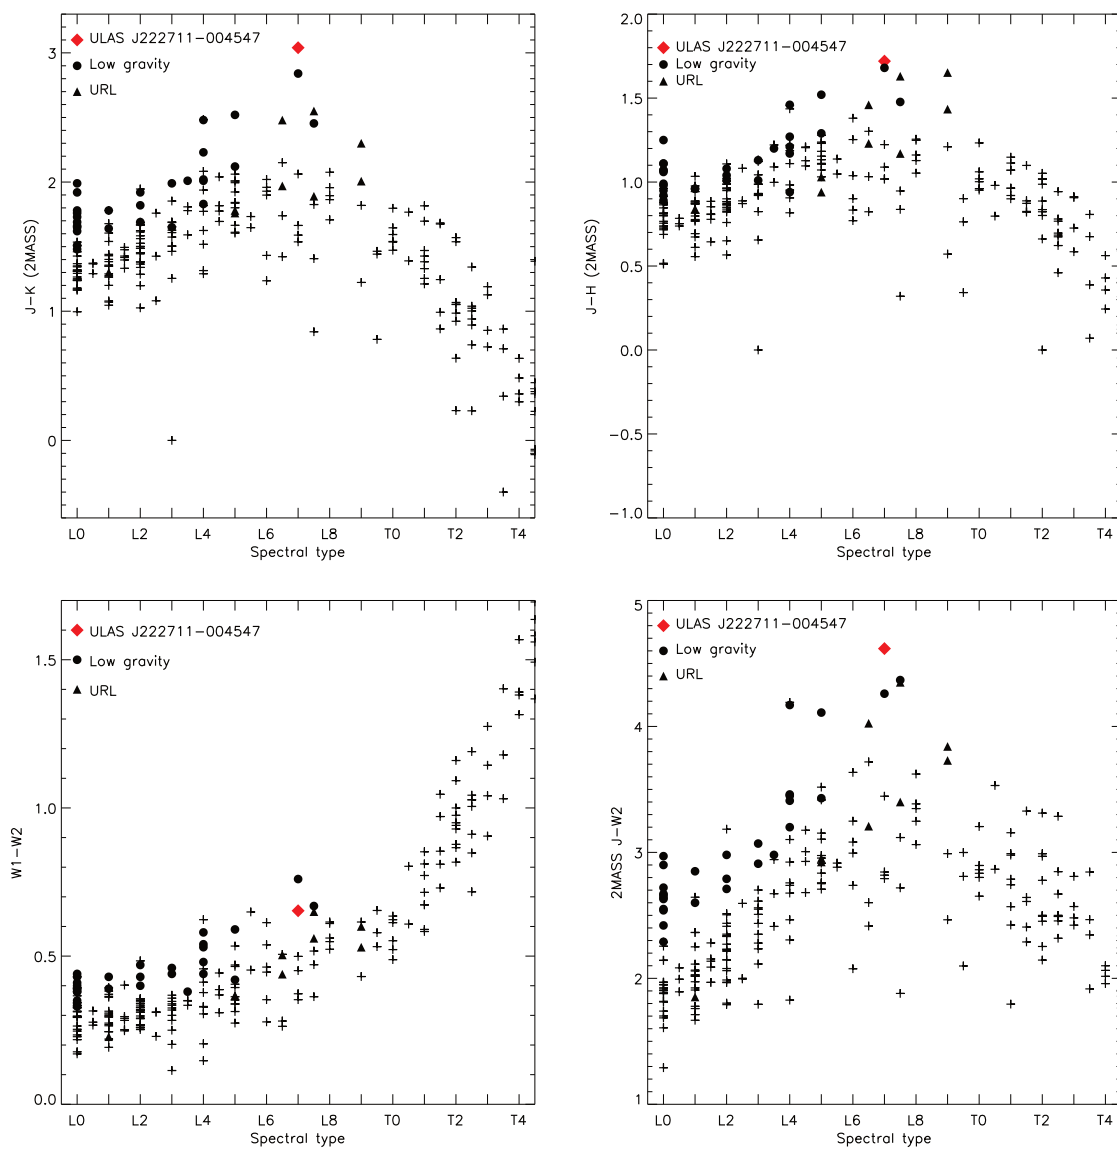 ULAS J222711-004547
Low gravity
URL
3
2
1
0
J-K (2MASS)
L0 L2 L4 L6 L8 T0 T2 T4
Spectral type
ULAS J222711-004547
Low gravity
URL
2.0
1.5
1.0
0.5
0.0
-0.5
-1.0
J-H (2MASS)
L0 L2 L4 L6 L8 T0 T2 T4
Spectral type
ULAS J222711-004547
Low gravity
URL
1.5
1.0
0.5
0.0
W1-W2
L0 L2 L4 L6 L8 T0 T2 T4
Spectral type
ULAS J222711-004547
Low gravity
URL
5
4
3
2
1
2MASS J-W2
L0 L2 L4 L6 L8 T0 T2 T4
Spectral type